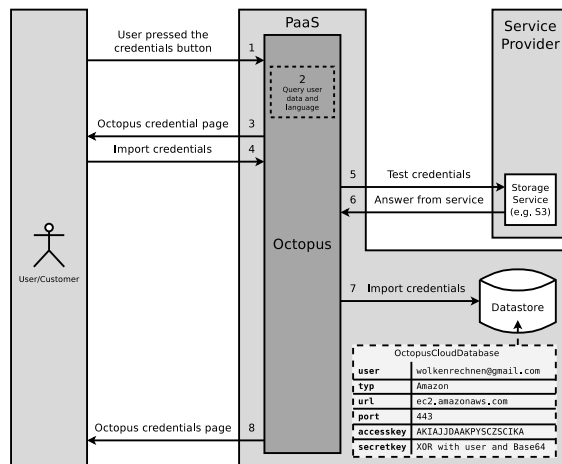 PaaS
Service
Provider
User pressed the
credentials button
1
2
Query user
data and
language
Octopus credential page
3
Import credentials
4
5
Test credentials
6
Answer from service
Storage
Service
(e.g. S3)
Octopus
User/Customer
7
Import credentials
Datastore
OctopusCloudDatabase
user wolkenrechnen@gmail.com
typ Amazon
url ec2.amazonaws.com
port 443
accesskey AKIAJJDAAKPYSCZSCIKA
secretkey XOR with user and Base64
Octopus credentials page
8